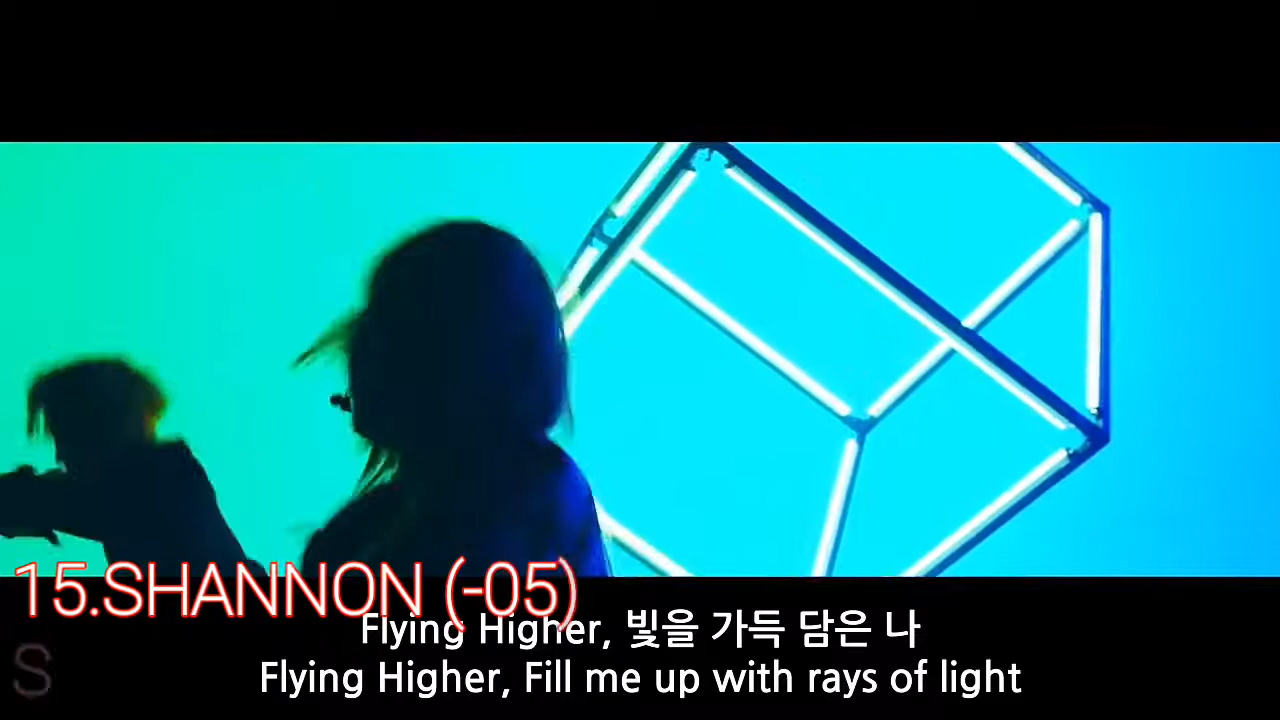 15.SHANNON (-05)
Flying Higher, 빛을 가득 담은 나
S
Flying Higher, Fill me up with rays of light